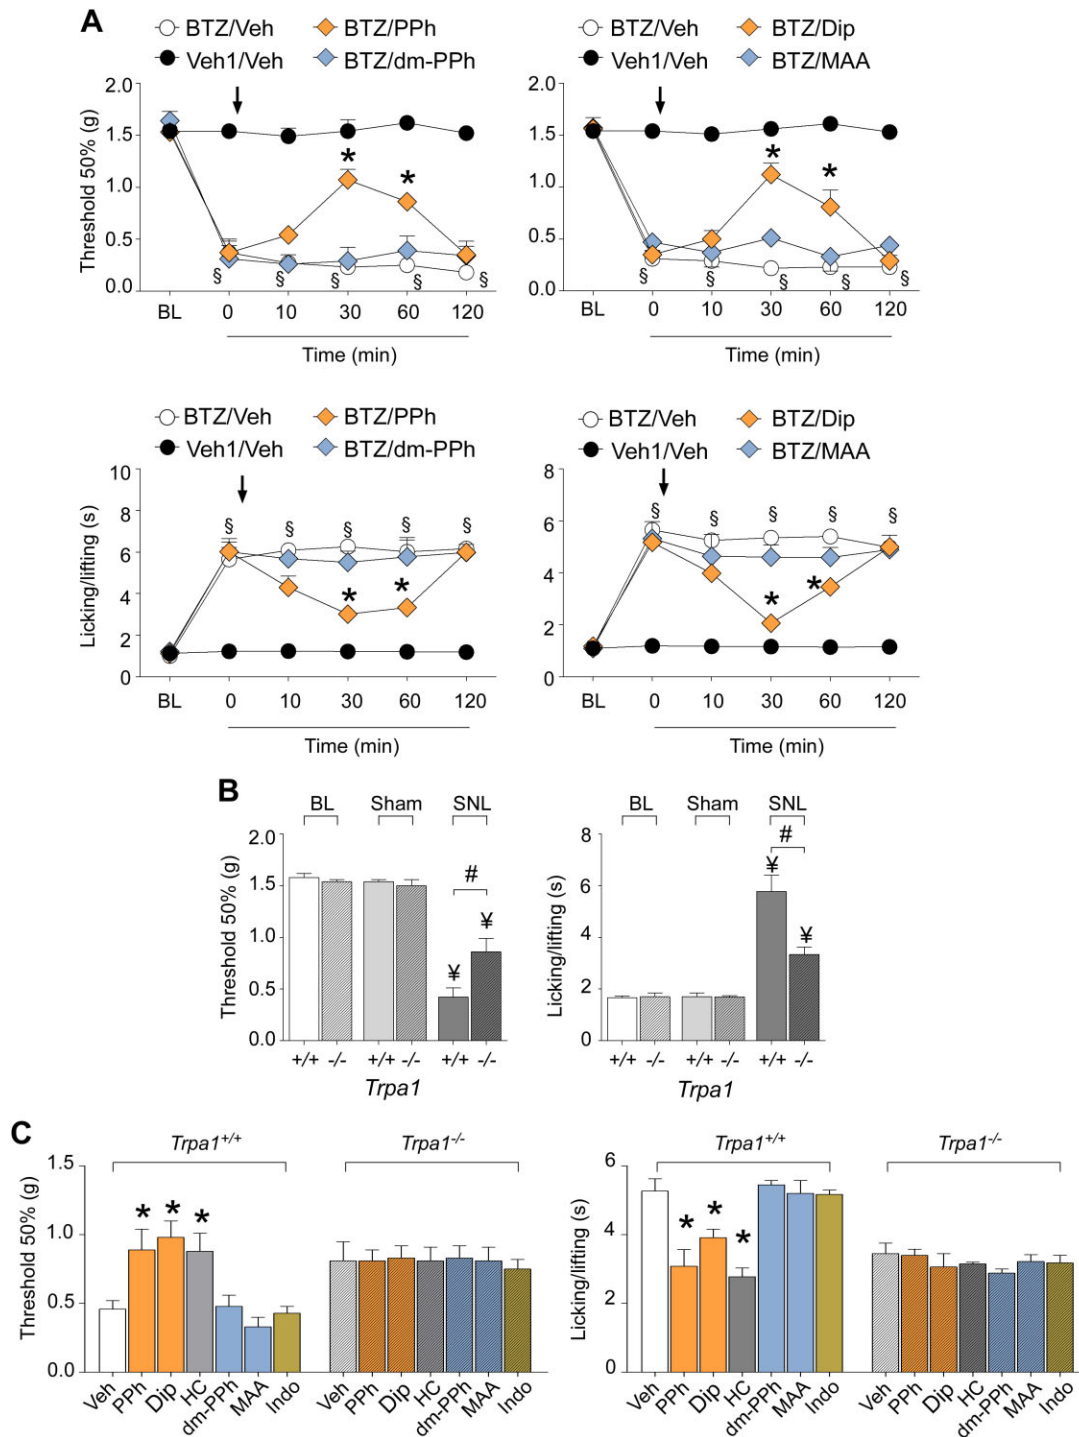 A
BTZ/Veh BTZ/PPh
Veh1/Veh BTZ/dm-PPh
Threshold 50% (g)
2.0
1.5
1.0
0.5
0.0
* *
§ § § § §
BL 0 10 30 60 120
Time (min)
BTZ/Veh BTZ/Dip
Veh1/Veh BTZ/MAA
2.0
1.5
1.0
0.5
0.0
* *
§ § § § §
BL 0 10 30 60 120
Time (min)
BTZ/Veh BTZ/PPh
Veh1/Veh BTZ/dm-PPh
Licking/lifting (s)
10
8
6
4
2
0
§ § § § §
* *
BL 0 10 30 60 120
Time (min)
BTZ/Veh BTZ/Dip
Veh1/Veh BTZ/MAA
8
6
4
2
0
§ § § § §
* *
BL 0 10 30 60 120
Time (min)
B
BL Sham SNL
Threshold 50% (g)
2.0
1.5
1.0
0.5
0.0
#
¥ ¥
+/+ -/- +/+ -/- +/+ -/-
Trpa1
BL Sham SNL
Licking/lifting (s)
8
6
4
2
0
#
¥ ¥
+/+ -/- +/+ -/- +/+ -/-
Trpa1
C
Trpa1+/+ Trpa1-/-
Threshold 50% (g)
1.5
1.0
0.5
0.0
* * *
Veh PPh Dip HC dm-PPh MAA Indo Veh PPh Dip HC dm-PPh MAA Indo
Trpa1+/+ Trpa1-/-
Licking/lifting (s)
6
4
2
0
* * *
Veh PPh Dip HC dm-PPh MAA Indo Veh PPh Dip HC dm-PPh MAA Indo